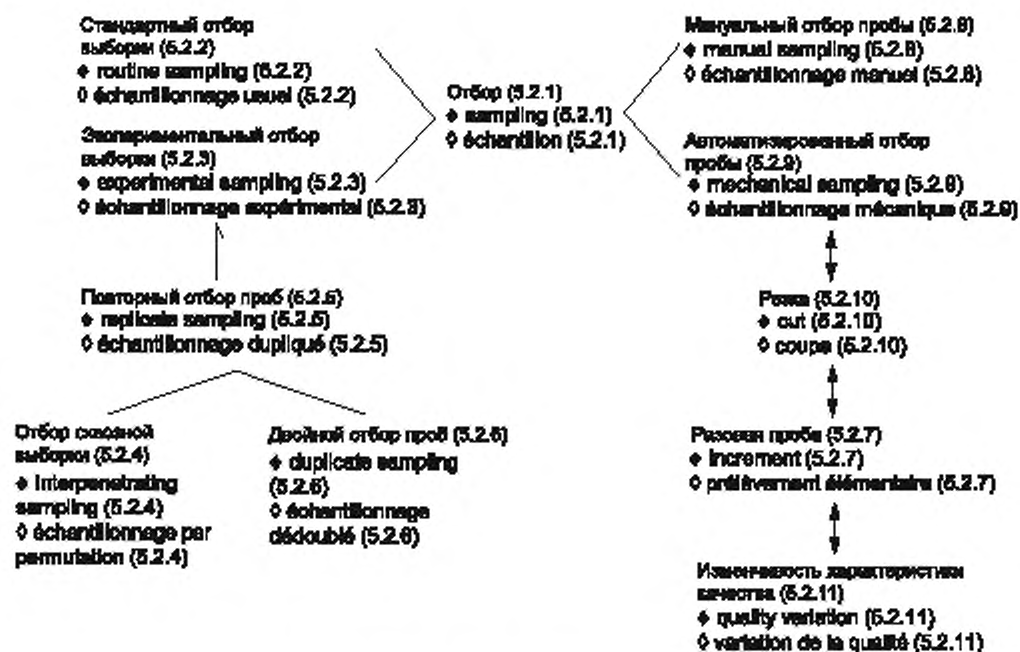 Стандартный отбор
выборки (5.2.2)
♦ routine sampling (5.2.2)
◊ échantillonnage usuel (5.2.2)
Экспериментальный отбор
выборки (5.2.3)
♦ experimental sampling (5.2.3)
◊ échantillonnage expérimental (5.2.3)
Отбор (5.2.1)
♦ sampling (5.2.1)
◊ échantillon (5.2.1)
Мануальный отбор пробы (5.2.8)
♦ manual sampling (5.2.8)
◊ échantillonnage manuel (5.2.8)
Автоматизированный отбор
пробы (5.2.9)
♦ mechanical sampling (5.2.9)
◊ échantillonnage mécanique (5.2.9)
Повторный отбор проб (5.2.5)
♦ replicate sampling (5.2.5)
◊ échantillonnage dupliqué (5.2.5)
Резка (5.2.10)
♦ cut (5.2.10)
◊ coupe (5.2.10)
Отбор сквозной
выборки (5.2.4)
♦ interpenetrating
sampling (5.2.4)
◊ échantillonnage par
permutation (5.2.4)
Двойной отбор проб (5.2.6)
♦ duplicate sampling
(5.2.6)
◊ échantillonnage
dédoublé (5.2.6)
Разовая проба (5.2.7)
♦ increment (5.2.7)
◊ prélèvement élémentaire (5.2.7)
Изменчивость характеристики
качества (5.2.11)
♦ quality variation (5.2.11)
◊ variation de la qualité (5.2.11)